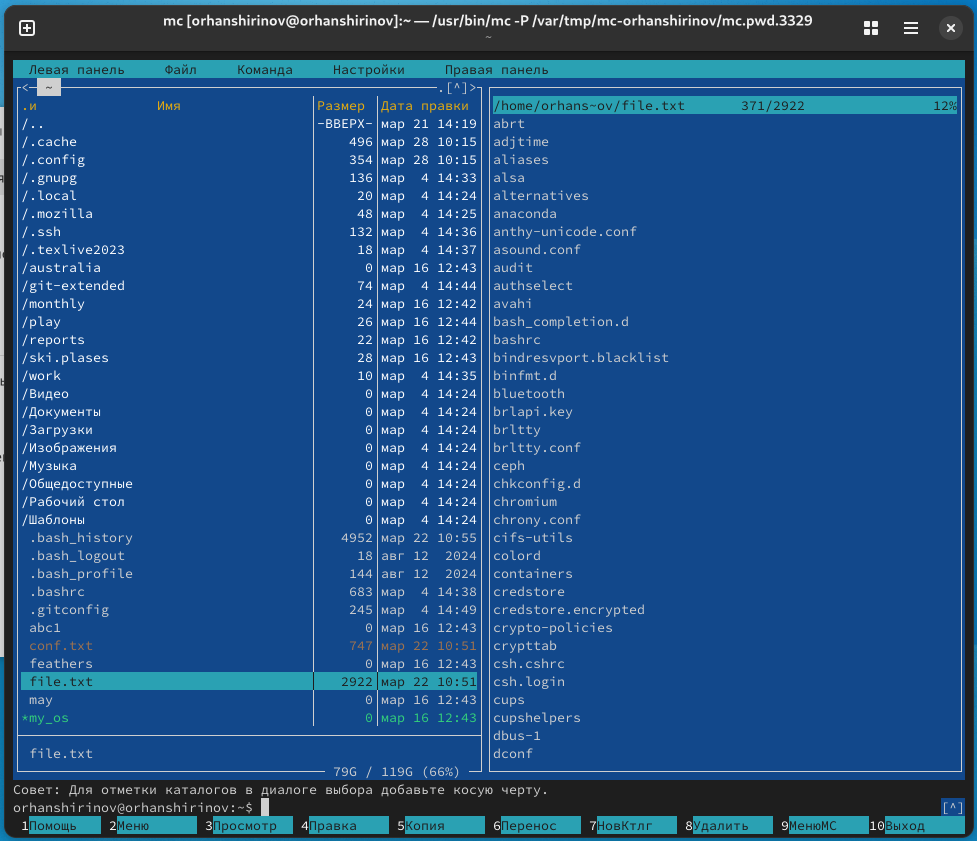 mc [orhanshirinov@orhanshirinov]:~ — /usr/bin/mc -P /var/tmp/mc-orhanshirinov/mc.pwd.3329
~
Левая панель Файл Команда Настройки Правая панель
<─ ~ .[^]>
.и Имя Размер Дата правки
/.. -ВВЕРХ- мар 21 14:19
/.cache 496 мар 28 10:15
/.config 354 мар 28 10:15
/.gnupg 136 мар 4 14:33
/.local 20 мар 4 14:24
/.mozilla 48 мар 4 14:25
/.ssh 132 мар 4 14:36
/.texlive2023 18 мар 4 14:37
/australia 0 мар 16 12:43
/git-extended 74 мар 4 14:44
/monthly 24 мар 16 12:42
/play 26 мар 16 12:44
/reports 22 мар 16 12:42
/ski.plases 28 мар 16 12:43
/work 10 мар 4 14:35
/Видео 0 мар 4 14:24
/Документы 0 мар 4 14:24
/Загрузки 0 мар 4 14:24
/Изображения 0 мар 4 14:24
/Музыка 0 мар 4 14:24
/Общедоступные 0 мар 4 14:24
/Рабочий стол 0 мар 4 14:24
/Шаблоны 0 мар 4 14:24
.bash_history 4952 мар 22 10:55
.bash_logout 18 авг 12 2024
.bash_profile 144 авг 12 2024
.bashrc 683 мар 4 14:38
.gitconfig 245 мар 4 14:49
abc1 0 мар 16 12:43
conf.txt 747 мар 22 10:51
feathers 0 мар 16 12:43
file.txt 2922 мар 22 10:51
may 0 мар 16 12:43
*my_os 0 мар 16 12:43
file.txt
79G / 119G (66%)
/home/orhans~ov/file.txt 371/2922 12%
abrt
adjtime
aliases
alsa
alternatives
anaconda
anthy-unicode.conf
asound.conf
audit
authselect
avahi
bash_completion.d
bashrc
bindresvport.blacklist
binfmt.d
bluetooth
brlapi.key
brltty
brltty.conf
ceph
chkconfig.d
chromium
chrony.conf
cifs-utils
colord
containers
credstore
credstore.encrypted
crypto-policies
crypttab
csh.cshrc
csh.login
cups
cupshelpers
dbus-1
dconf
Совет: Для отметки каталогов в диалоге выбора добавьте косую черту.
orhanshirinov@orhanshirinov:~$ [^]
1Помощь 2Меню 3Просмотр 4Правка 5Копия 6Перенос 7НовКтлг 8Удалить 9МенюМС 10Выход